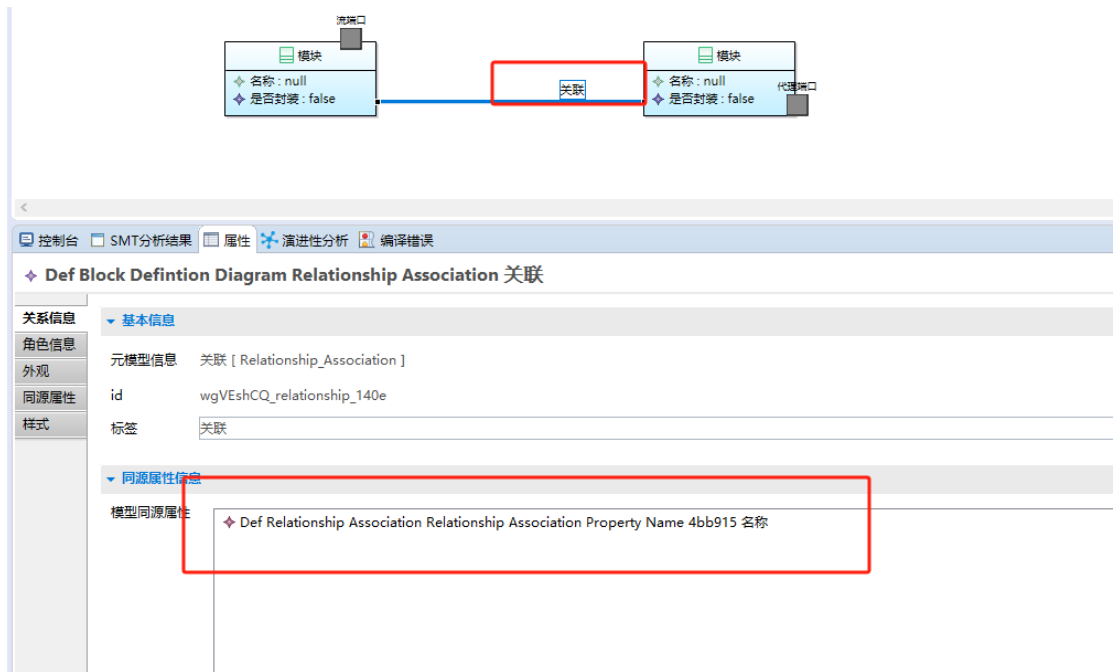 流端口
模块
名称 : null
是否封装 : false
关联
模块
名称 : null
是否封装 : false
代理端口
控制台 SMT分析结果 属性 演进性分析 编译错误
Def Block Defintion Diagram Relationship Association 关联
关系信息
角色信息
外观
同源属性
样式
基本信息
元模型信息 关联 [ Relationship_Association ]
id wgVEshCQ_relationship_140e
标签 关联
同源属性信息
模型同源属性
Def Relationship Association Relationship Association Property Name 4bb915 名称